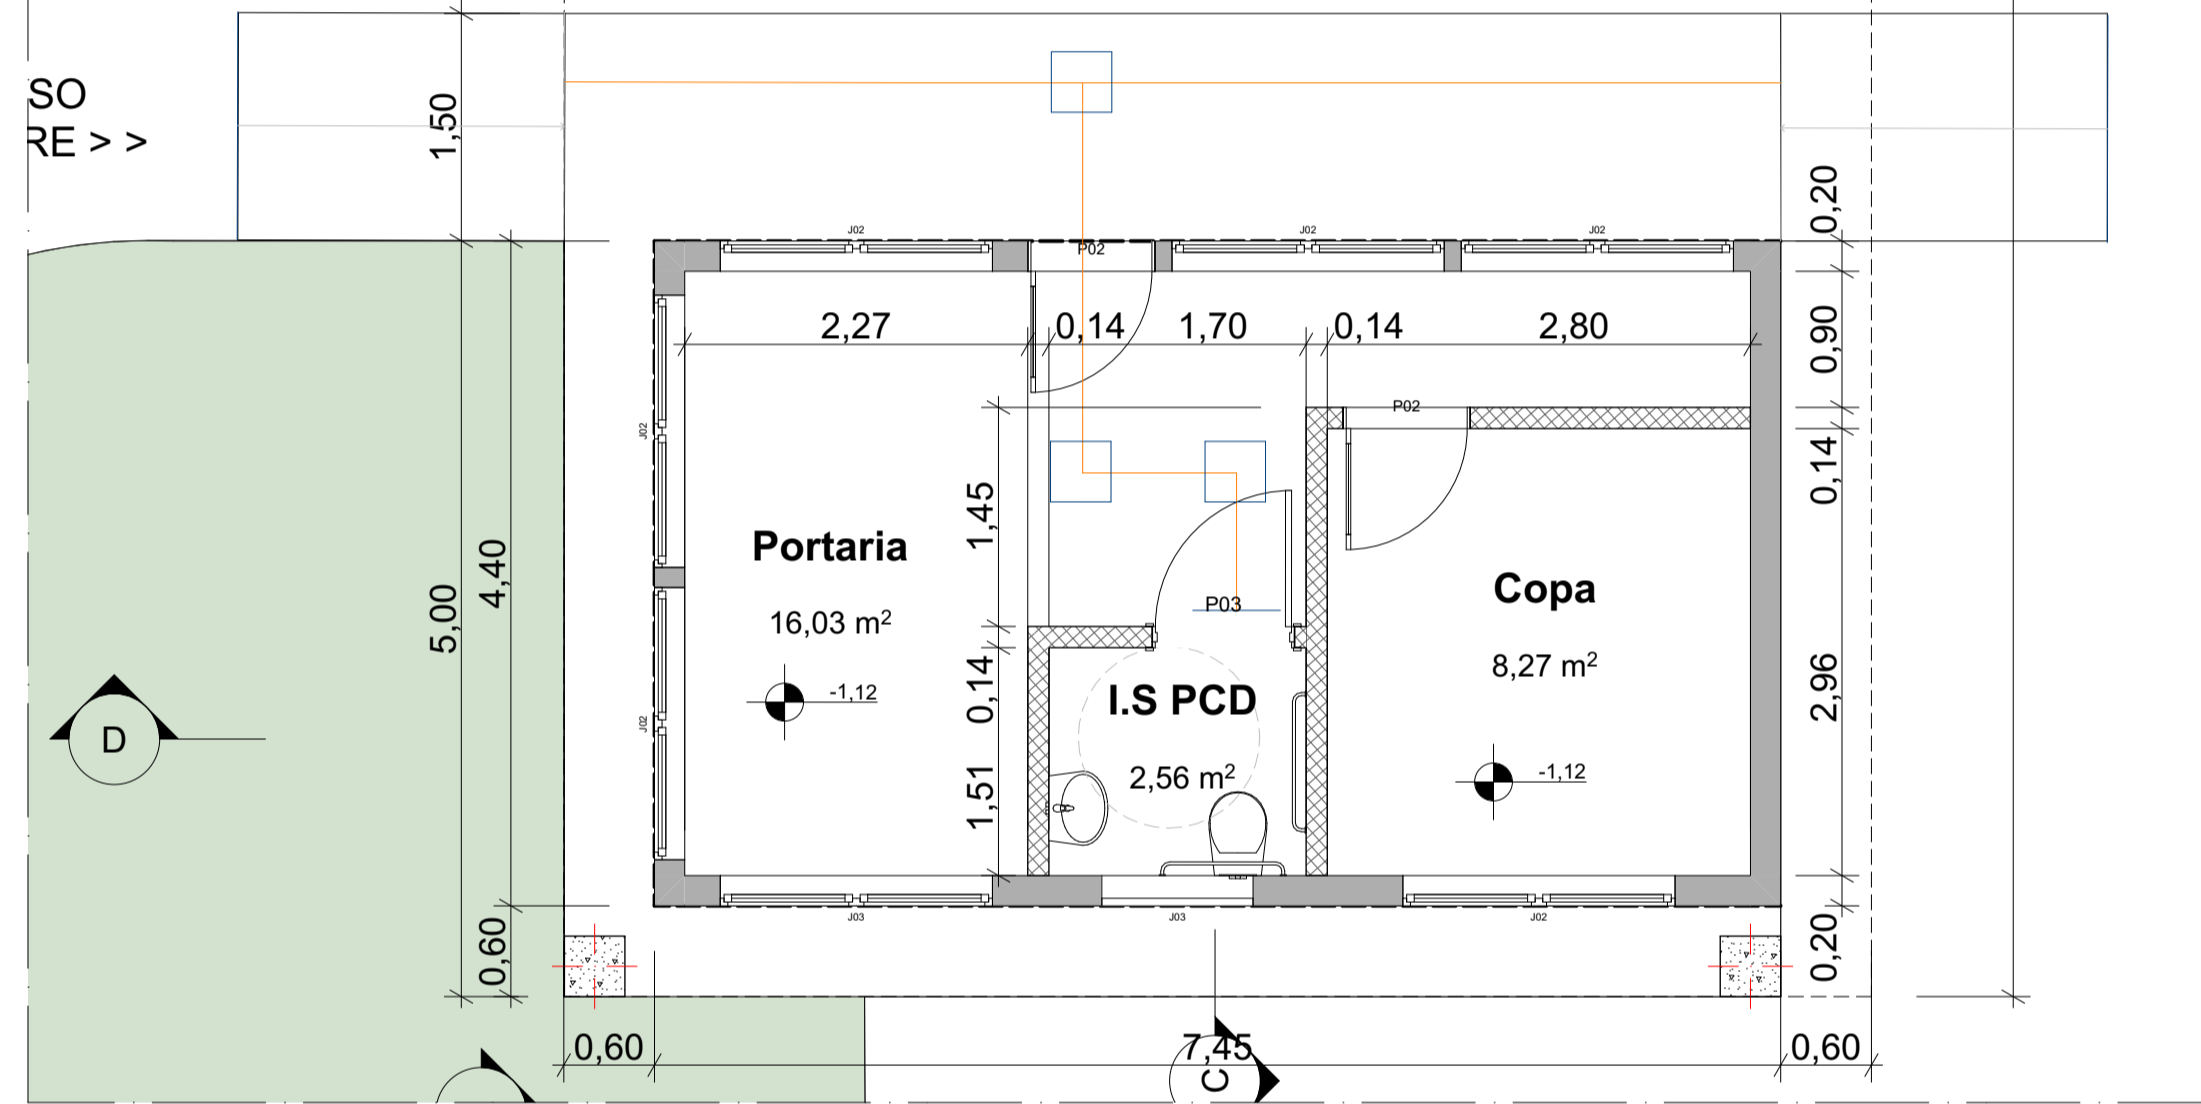 SO
RE > >
1,50
0,20
J02
J02
J02
P02
2,27
0,14
1,70
0,14
2,80
0,90
P02
J02
1,45
0,14
Portaria
16,03 m²
-1,12
4,40
5,00
P03
Copa
8,27 m²
-1,12
J02
0,14
I.S PCD
2,56 m²
2,96
D
1,51
J03
J03
J02
0,60
0,20
0,60
7,45
0,60
C